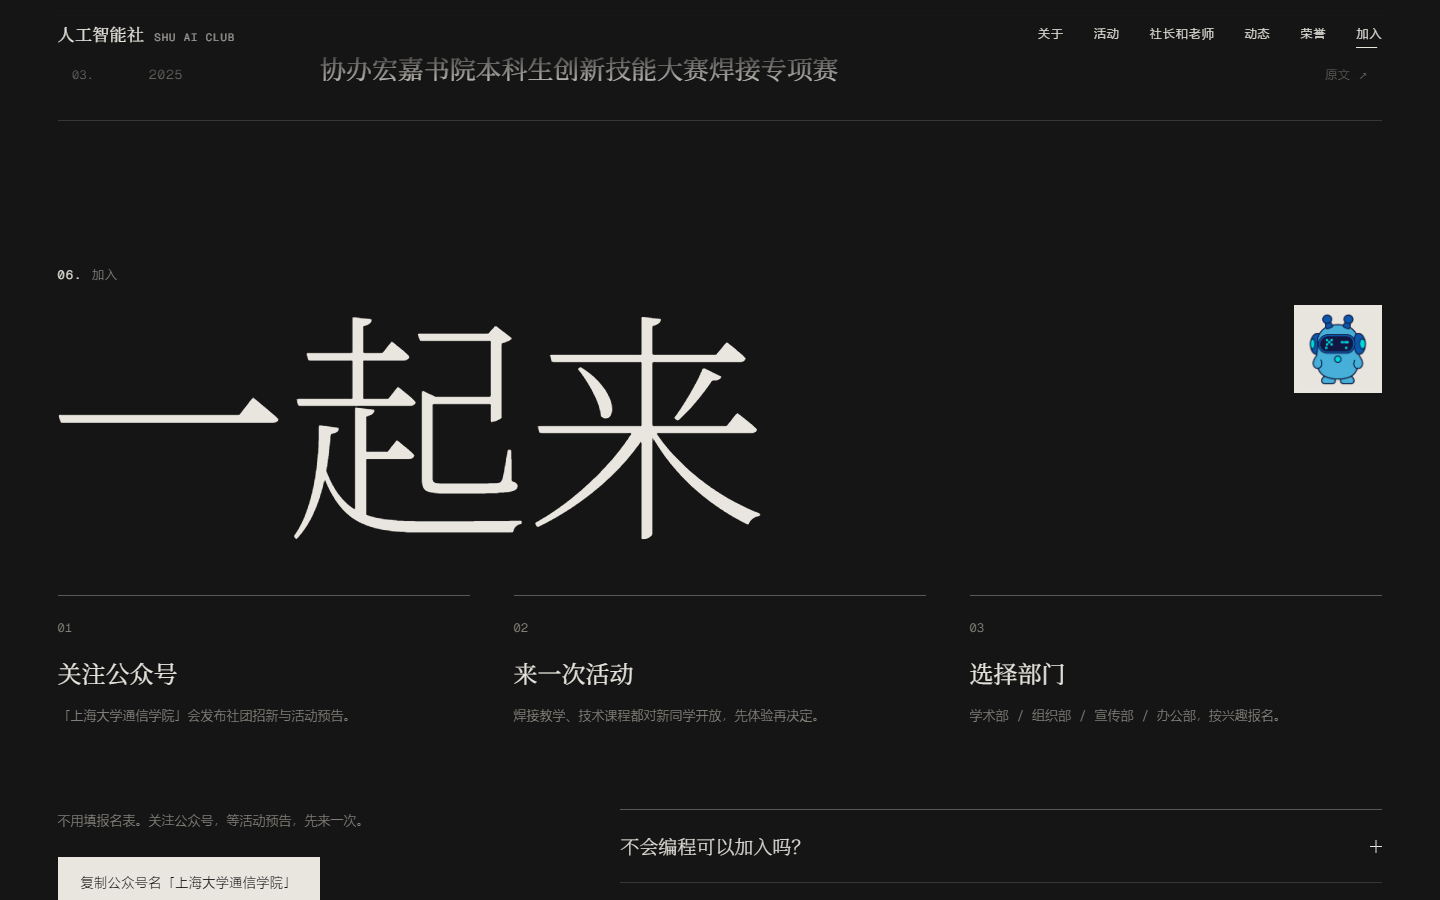 人工智能社 SHU AI CLUB
关于 活动 社长和老师 动态 荣誉 加入
03. 2025 协办宏嘉书院本科生创新技能大赛焊接专项赛 原文 ↗
06. 加入
一起来
01
关注公众号
「上海大学通信学院」会发布社团招新与活动预告。
02
来一次活动
焊接教学、技术课程都对新同学开放，先体验再决定。
03
选择部门
学术部 / 组织部 / 宣传部 / 办公部，按兴趣报名。
不用填报名表。关注公众号，等活动预告，先来一次。
复制公众号名「上海大学通信学院」
不会编程可以加入吗？